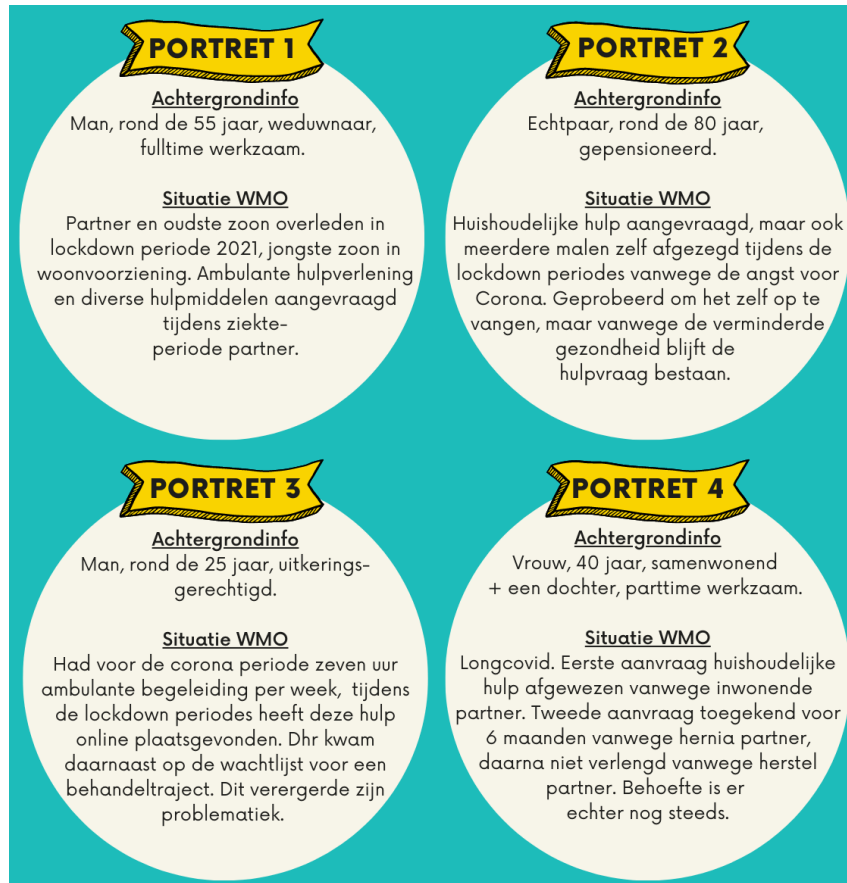 PORTRET 1
Achtergrondinfo
Man, rond de 55 jaar, weduwnaar,
fulltime werkzaam.
Situatie WMO
Partner en oudste zoon overleden in
lockdown periode 2021, jongste zoon in
woonvoorziening. Ambulante hulpverlening
en diverse hulpmiddelen aangevraagd
tijdens ziekte-
periode partner.
PORTRET 2
Achtergrondinfo
Echtpaar, rond de 80 jaar,
gepensioneerd.
Situatie WMO
Huishoudelijke hulp aangevraagd, maar ook
meerdere malen zelf afgezegd tijdens de
lockdown periodes vanwege de angst voor
Corona. Geprobeerd om het zelf op te
vangen, maar vanwege de verminderde
gezondheid blijft de
hulpvraag bestaan.
PORTRET 3
Achtergrondinfo
Man, rond de 25 jaar, uitkerings-
gerechtigd.
Situatie WMO
Had voor de corona periode zeven uur
ambulante begeleiding per week, tijdens
de lockdown periodes heeft deze hulp
online plaatsgevonden. Dhr kwam
daarnaast op de wachtlijst voor een
behandeltraject. Dit verergerde zijn
problematiek.
PORTRET 4
Achtergrondinfo
Vrouw, 40 jaar, samenwonend
+ een dochter, parttime werkzaam.
Situatie WMO
Longcovid. Eerste aanvraag huishoudelijke
hulp afgewezen vanwege inwonende
partner. Tweede aanvraag toegekend voor
6 maanden vanwege hernia partner,
daarna niet verlengd vanwege herstel
partner. Behoefte is er
echter nog steeds.